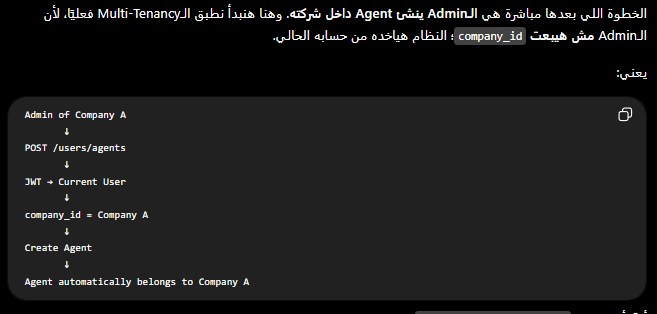 الخطوة اللي بعدها مباشرة هي الـAdmin ينشئ Agent داخل شركته. وهنا هنبدأ نطبق الـMulti-Tenancy فعليًا، لأن
الـAdmin مش هيبعت company_id؛ النظام هياخده من حسابه الحالي.
يعني:
Admin of Company A
↓
POST /users/agents
↓
JWT → Current User
↓
company_id = Company A
↓
Create Agent
↓
Agent automatically belongs to Company A